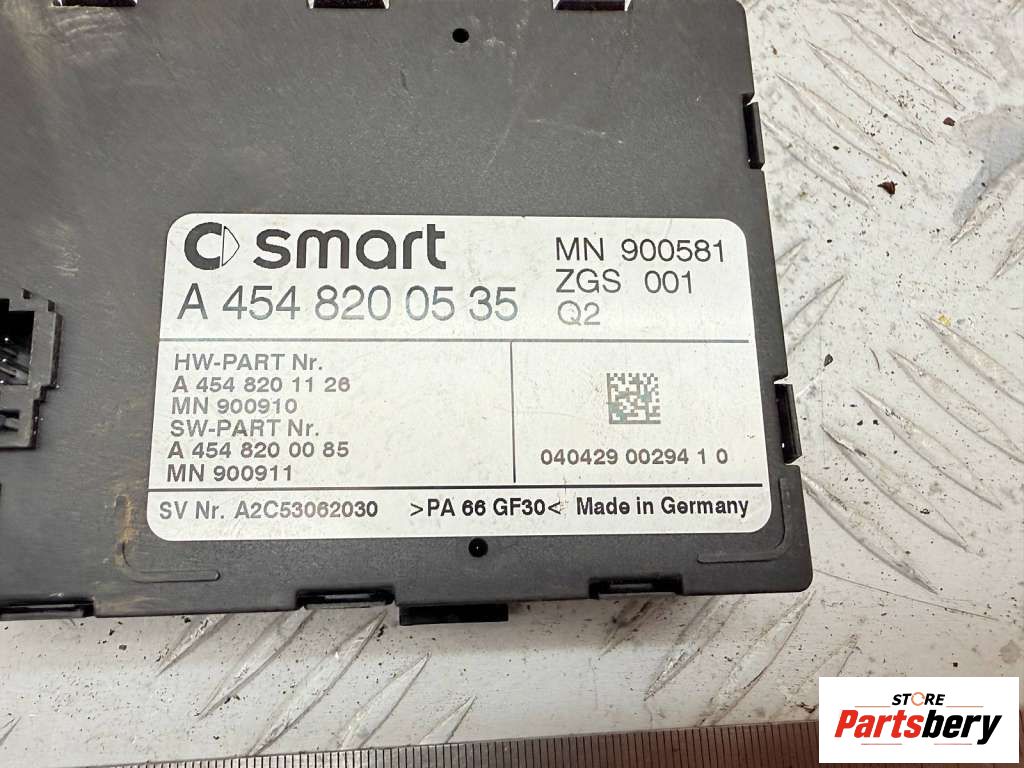 smart
A 454 820 05 35
MN 900581
ZGS 001
Q2
HW-PART Nr.
A 454 820 11 26
MN 900910
SW-PART Nr.
A 454 820 00 85
MN 900911
040429 00294 1 0
SV Nr. A2C53062030 >PA 66 GF30< Made in Germany
STORE
Partsbery